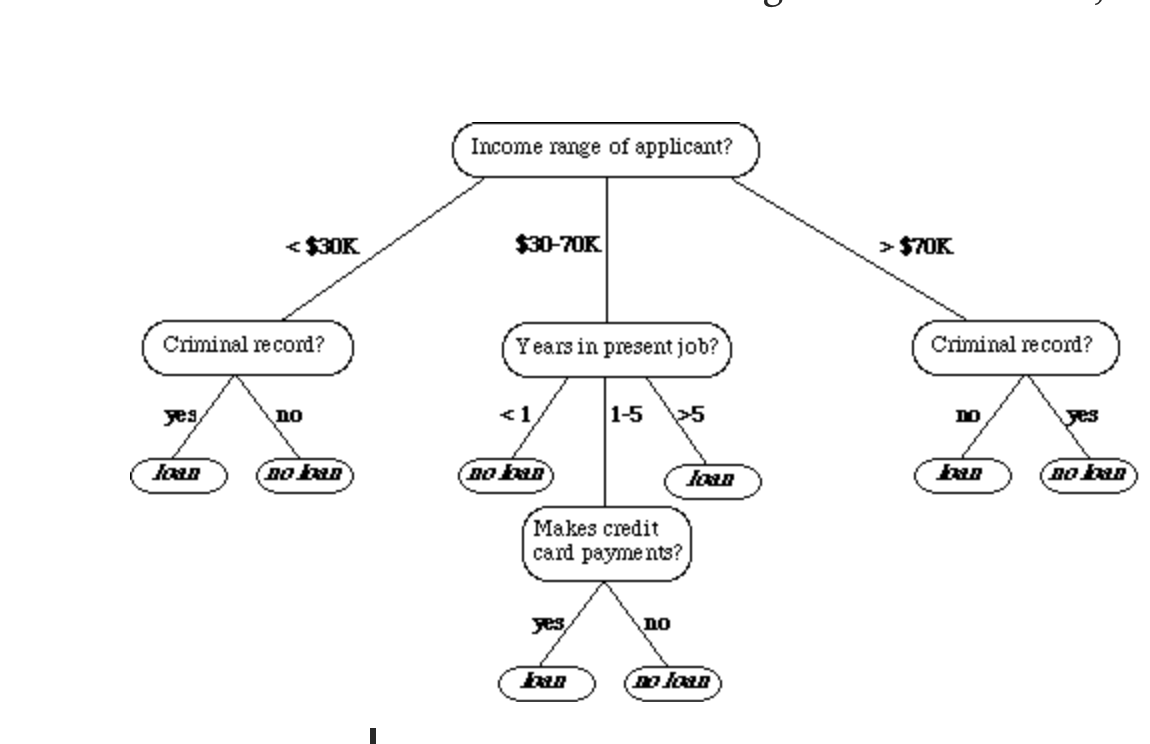 Income range of applicant?
< $30K
$30-70K
> $70K
Criminal record?
Years in present job?
Criminal record?
yes
no
< 1
1-5
>5
no
yes
loan
no loan
no loan
loan
loan
no loan
Makes credit
card payments?
yes
no
loan
no loan